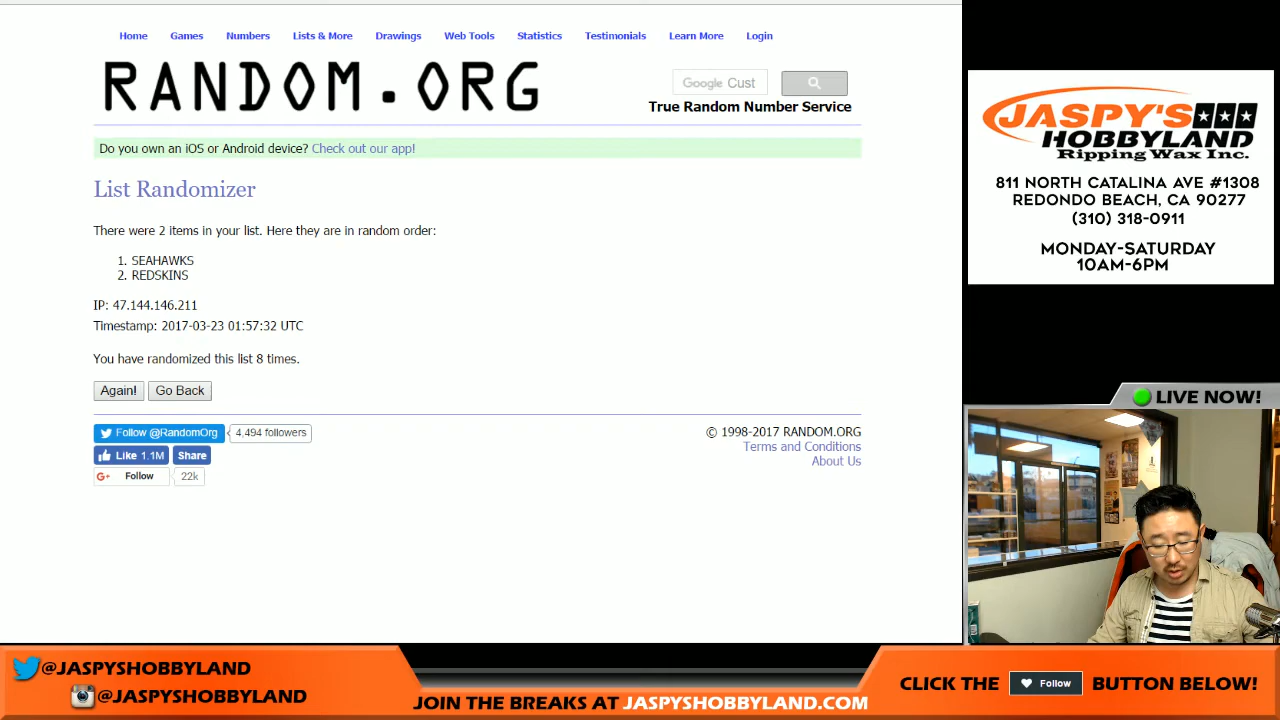 Home Games Numbers Lists & More Drawings Web Tools Statistics Testimonials Learn More Login
RANDOM.ORG
Google Cust
True Random Number Service
Do you own an iOS or Android device? Check out our app!
List Randomizer
There were 2 items in your list. Here they are in random order:
1. SEAHAWKS
2. REDSKINS
IP: 47.144.146.211
Timestamp: 2017-03-23 01:57:32 UTC
You have randomized this list 8 times.
Again! Go Back
Follow @RandomOrg 4,494 followers
Like 1.1M Share
G+ Follow 22k
© 1998-2017 RANDOM.ORG
Terms and Conditions
About Us
JASPY'S
HOBBYLAND
Ripping Wax Inc.
811 NORTH CATALINA AVE #1308
REDONDO BEACH, CA 90277
(310) 318-0911
MONDAY-SATURDAY
10AM-6PM
LIVE NOW!
@JASPYSHOBBYLAND
@JASPYSHOBBYLAND
JOIN THE BREAKS AT JASPYSHOBBYLAND.COM
CLICK THE Follow BUTTON BELOW!